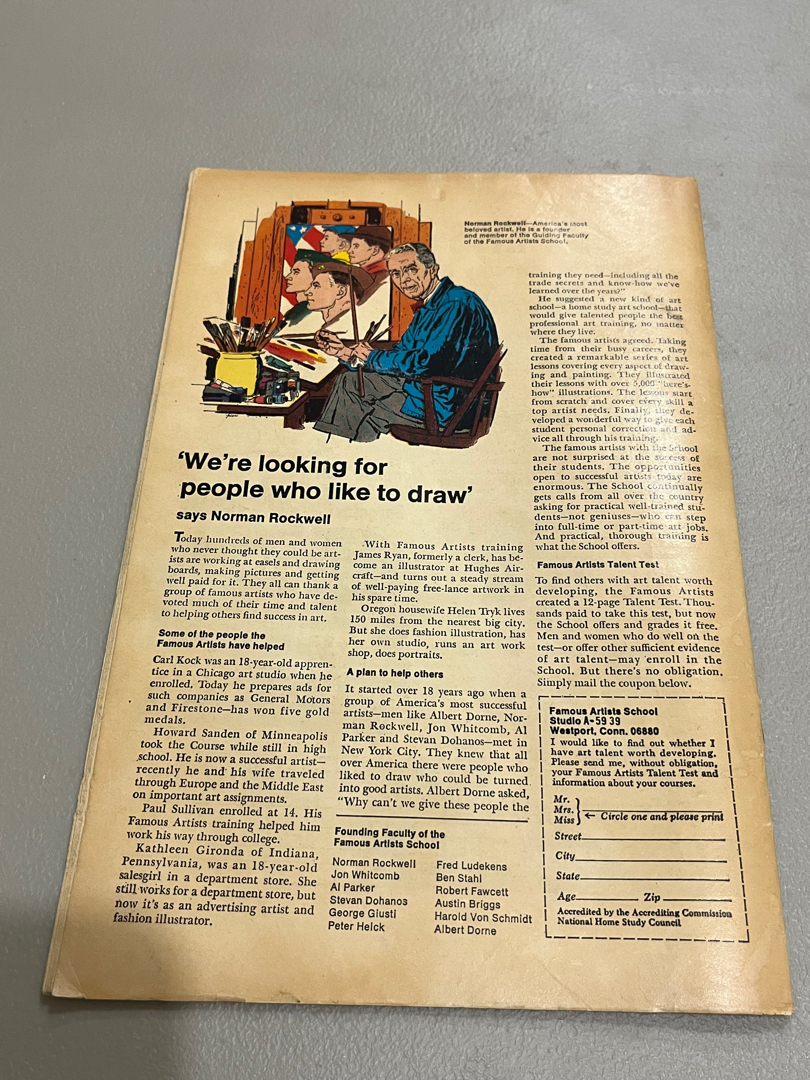 Norman Rockwell—America's most
beloved artist. He is a founder
and member of the Guiding Faculty
of the Famous Artists School.
'We're looking for
people who like to draw'
says Norman Rockwell
Today hundreds of men and women
who never thought they could be art-
ists are working at easels and drawing
boards, making pictures and getting
well paid for it. They all can thank a
group of famous artists who have de-
voted much of their time and talent
to helping others find success in art.
Some of the people the
Famous Artists have helped
Carl Kock was an 18-year-old appren-
tice in a Chicago art studio when he
enrolled. Today he prepares ads for
such companies as General Motors
and Firestone—has won five gold
medals.
Howard Sanden of Minneapolis
took the Course while still in high
school. He is now a successful artist—
recently he and his wife traveled
through Europe and the Middle East
on important art assignments.
Paul Sullivan enrolled at 14. His
Famous Artists training helped him
work his way through college.
Kathleen Gironda of Indiana,
Pennsylvania, was an 18-year-old
salesgirl in a department store. She
still works for a department store, but
now it's as an advertising artist and
fashion illustrator.
With Famous Artists training
James Ryan, formerly a clerk, has be-
come an illustrator at Hughes Air-
craft—and turns out a steady stream
of well-paying free-lance artwork in
his spare time.
Oregon housewife Helen Tryk lives
150 miles from the nearest big city.
But she does fashion illustration, has
her own studio, runs an art work
shop, does portraits.
A plan to help others
It started over 18 years ago when a
group of America's most successful
artists—men like Albert Dorne, Nor-
man Rockwell, Jon Whitcomb, Al
Parker and Stevan Dohanos—met in
New York City. They knew that all
over America there were people who
liked to draw who could be turned
into good artists. Albert Dorne asked,
"Why can't we give these people the
training they need—including all the
trade secrets and know-how we've
learned over the years?"
He suggested a new kind of art
school—a home study art school—that
would give talented people the best
professional art training, no matter
where they live.
The famous artists agreed. Taking
time from their busy careers, they
created a remarkable series of art
lessons covering every aspect of draw-
ing and painting. They illustrated
their lessons with over 5,000 "here's-
how" illustrations. The lessons start
from scratch and cover every skill a
top artist needs. Finally, they de-
veloped a wonderful way to give each
student personal correction and ad-
vice all through his training.
The famous artists with the School
are not surprised at the success of
their students. The opportunities
open to successful artists today are
enormous. The School continually
gets calls from all over the country
asking for practical well-trained stu-
dents—not geniuses—who can step
into full-time or part-time art jobs.
And practical, thorough training is
what the School offers.
Famous Artists Talent Test
To find others with art talent worth
developing, the Famous Artists
created a 12-page Talent Test. Thou-
sands paid to take this test, but now
the School offers and grades it free.
Men and women who do well on the
test—or offer other sufficient evidence
of art talent—may enroll in the
School. But there's no obligation.
Simply mail the coupon below.
Founding Faculty of the
Famous Artists School
Norman Rockwell
Jon Whitcomb
Al Parker
Stevan Dohanos
George Giusti
Peter Helck
Fred Ludekens
Ben Stahl
Robert Fawcett
Austin Briggs
Harold Von Schmidt
Albert Dorne
Famous Artists School
Studio A-59 39
Westport, Conn. 06880
I would like to find out whether I
have art talent worth developing.
Please send me, without obligation,
your Famous Artists Talent Test and
information about your courses.
Mr.
Mrs.
Miss } ← Circle one and please print
Street
City
State
Age Zip
Accredited by the Accrediting Commission
National Home Study Council